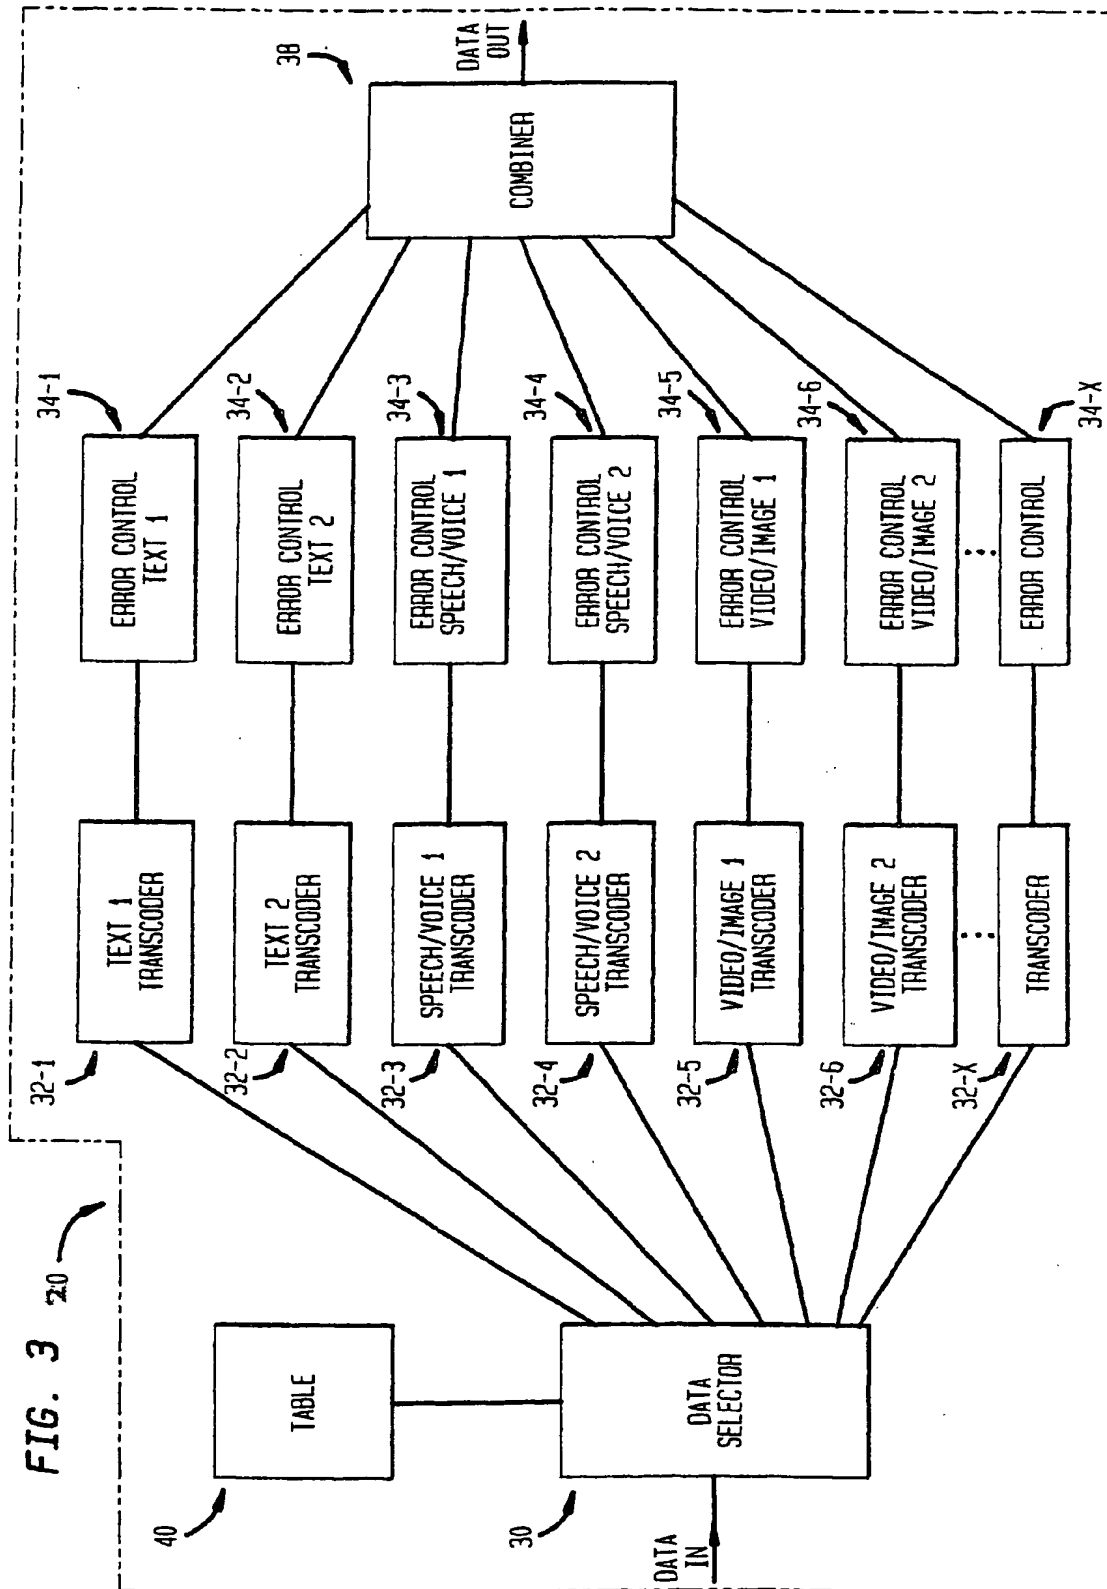 FIG. 3
20
40
TABLE
30
DATA
IN
DATA
SELECTOR
32-1
TEXT 1
TRANSCODER
34-1
ERROR CONTROL
TEXT 1
32-2
TEXT 2
TRANSCODER
34-2
ERROR CONTROL
TEXT 2
32-3
SPEECH/VOICE 1
TRANSCODER
34-3
ERROR CONTROL
SPEECH/VOICE 1
32-4
SPEECH/VOICE 2
TRANSCODER
34-4
ERROR CONTROL
SPEECH/VOICE 2
32-5
VIDEO/IMAGE 1
TRANSCODER
34-5
ERROR CONTROL
VIDEO/IMAGE 1
32-6
VIDEO/IMAGE 2
TRANSCODER
34-6
ERROR CONTROL
VIDEO/IMAGE 2
32-X
TRANSCODER
34-X
ERROR CONTROL
38
COMBINER
DATA
OUT